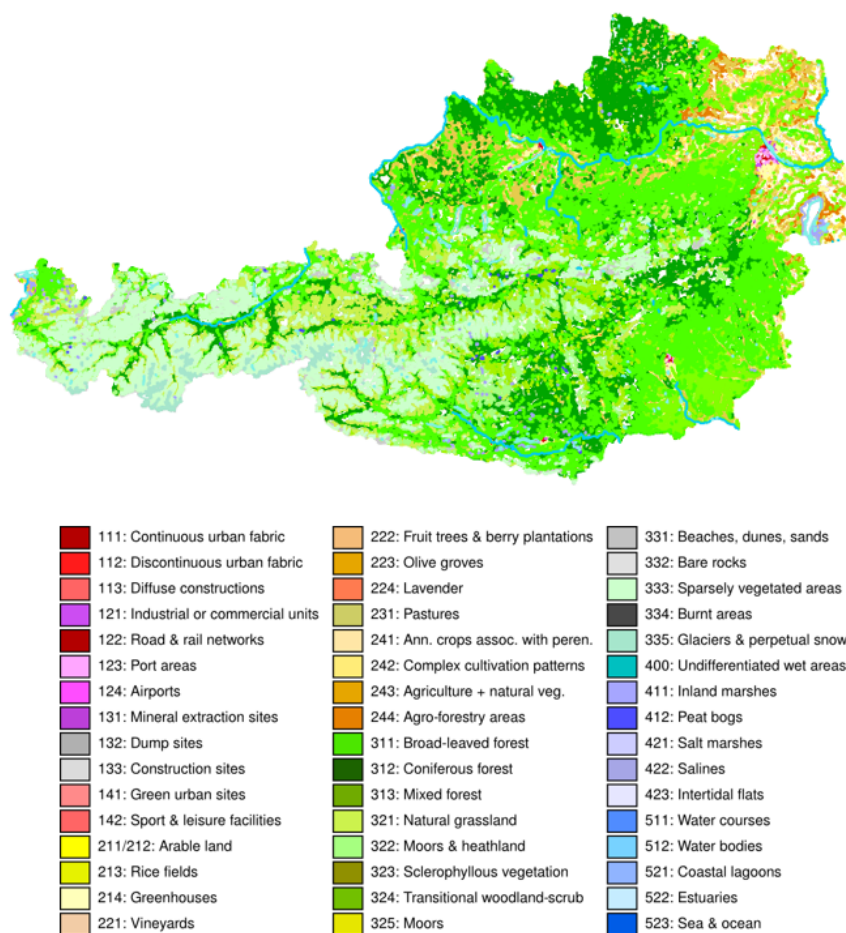 111: Continuous urban fabric
112: Discontinuous urban fabric
113: Diffuse constructions
121: Industrial or commercial units
122: Road & rail networks
123: Port areas
124: Airports
131: Mineral extraction sites
132: Dump sites
133: Construction sites
141: Green urban sites
142: Sport & leisure facilities
211/212: Arable land
213: Rice fields
214: Greenhouses
221: Vineyards
222: Fruit trees & berry plantations
223: Olive groves
224: Lavender
231: Pastures
241: Ann. crops assoc. with peren.
242: Complex cultivation patterns
243: Agriculture + natural veg.
244: Agro-forestry areas
311: Broad-leaved forest
312: Coniferous forest
313: Mixed forest
321: Natural grassland
322: Moors & heathland
323: Sclerophyllous vegetation
324: Transitional woodland-scrub
325: Moors
331: Beaches, dunes, sands
332: Bare rocks
333: Sparsely vegetated areas
334: Burnt areas
335: Glaciers & perpetual snow
400: Undifferentiated wet areas
411: Inland marshes
412: Peat bogs
421: Salt marshes
422: Salines
423: Intertidal flats
511: Water courses
512: Water bodies
521: Coastal lagoons
522: Estuaries
523: Sea & ocean